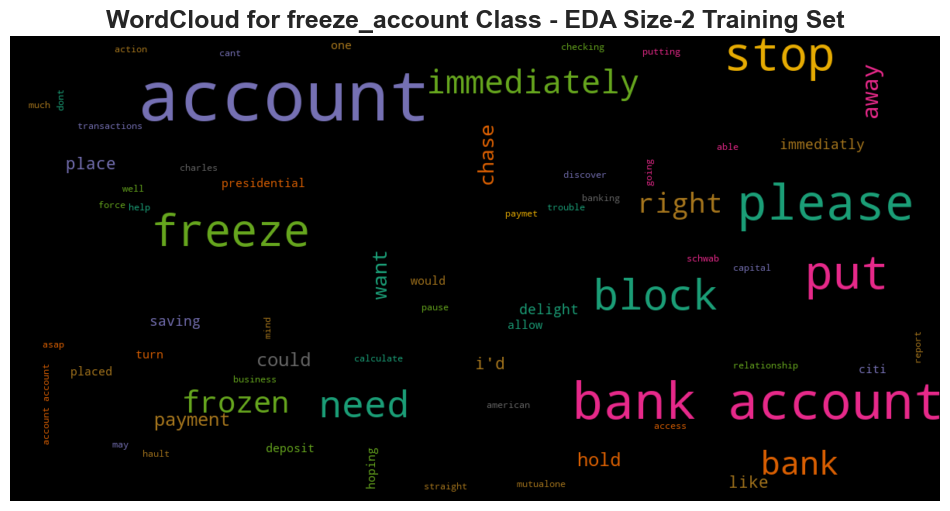 WordCloud for freeze_account Class - EDA Size-2 Training Set
action
cant
one
checking
putting
stop
account
immediately
away
much
dont
transactions
chase
able
immediatly
place
charles
presidential
discover
going
well
force
help
banking
trouble
paymet
right
please
freeze
want
would
schwab
capital
put
block
pause
delight
allow
saving
mind
asap
turn
could
calculate
i'd
report
placed
business
relationship
citi
account account
frozen
need
american
bank account
payment
access
may
hault
deposit
hoping
hold
bank
straight
mutualone
like